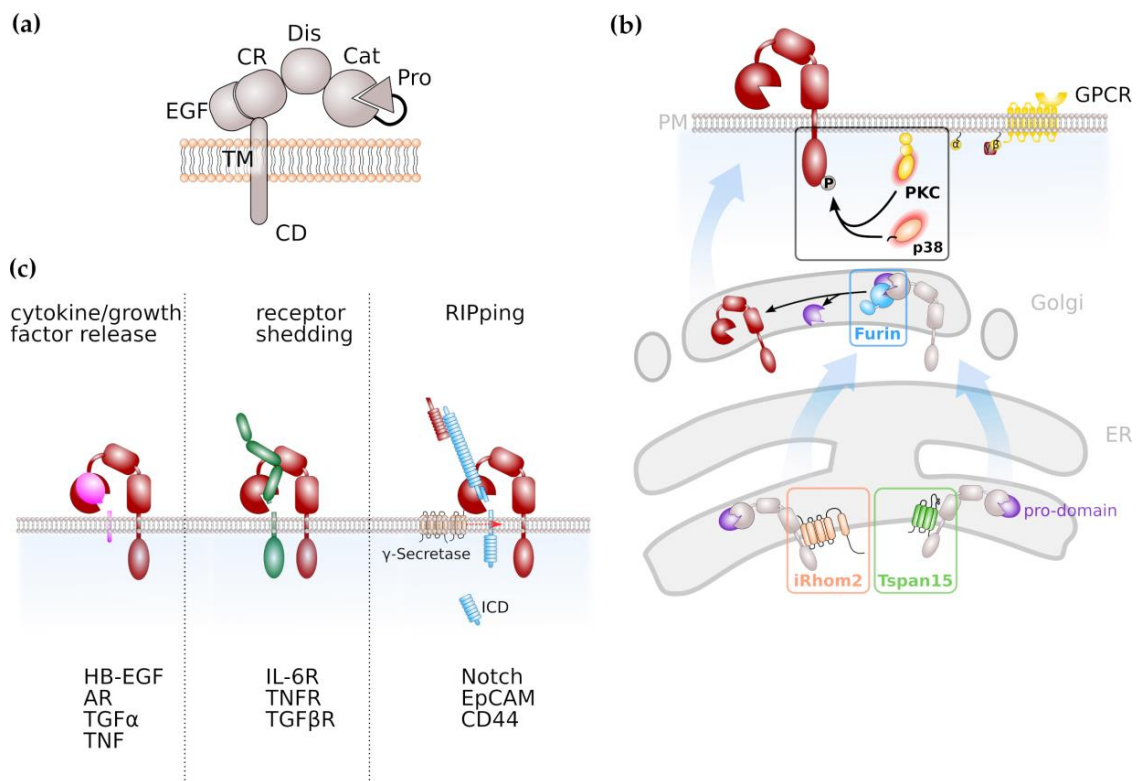 (a)
Dis
CR
Cat
Pro
EGF
TM
CD
(b)
GPCR
PM
α
γ β
P
PKC
p38
Golgi
Furin
ER
pro-domain
iRhom2
Tspan15
(c)
cytokine/growth
factor release
receptor
shedding
RIPping
γ-Secretase
ICD
HB-EGF
AR
TGFα
TNF
IL-6R
TNFR
TGFβR
Notch
EpCAM
CD44